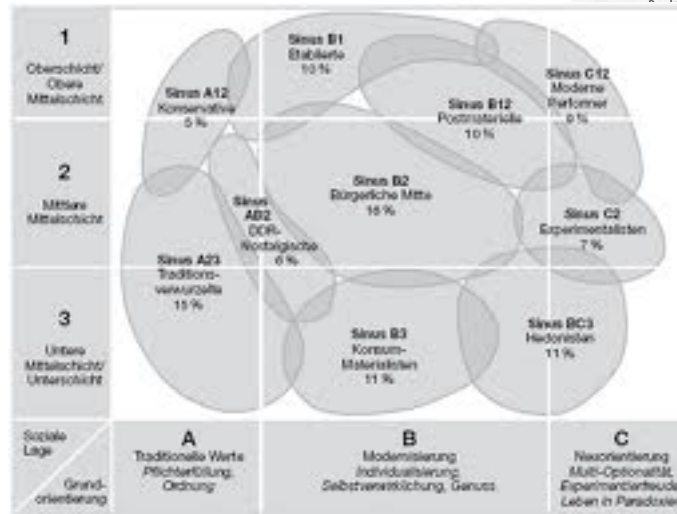 1
Oberschicht/
Obere
Mittelschicht
2
Mittlere
Mittelschicht
3
Untere
Mittelschicht/
Unterschicht
Soziale
Lage
Grund-
orientierung
Sinus B1
Etablierte
10 %
Sinus A12
Konservative
5 %
Sinus B12
Postmaterielle
10 %
Sinus C12
Moderne
Performer
Sinus B2
Bürgerliche Mitte
16 %
Sinus
AB2
DDR-
Nostalgische
6 %
Sinus C2
Experimentalisten
7 %
Sinus A23
Traditions-
verwurzelte
15 %
Sinus B3
Konsum-
Materialisten
11 %
Sinus BC3
Hedonisten
11 %
A
Traditionelle Werte
Pflichterfüllung,
Ordnung
B
Modernisierung
Individualisierung,
Selbstverwirklichung, Genuss
C
Neuorientierung
Multi-Optionalität,
Experimentierfreude,
Leben in Paradoxien